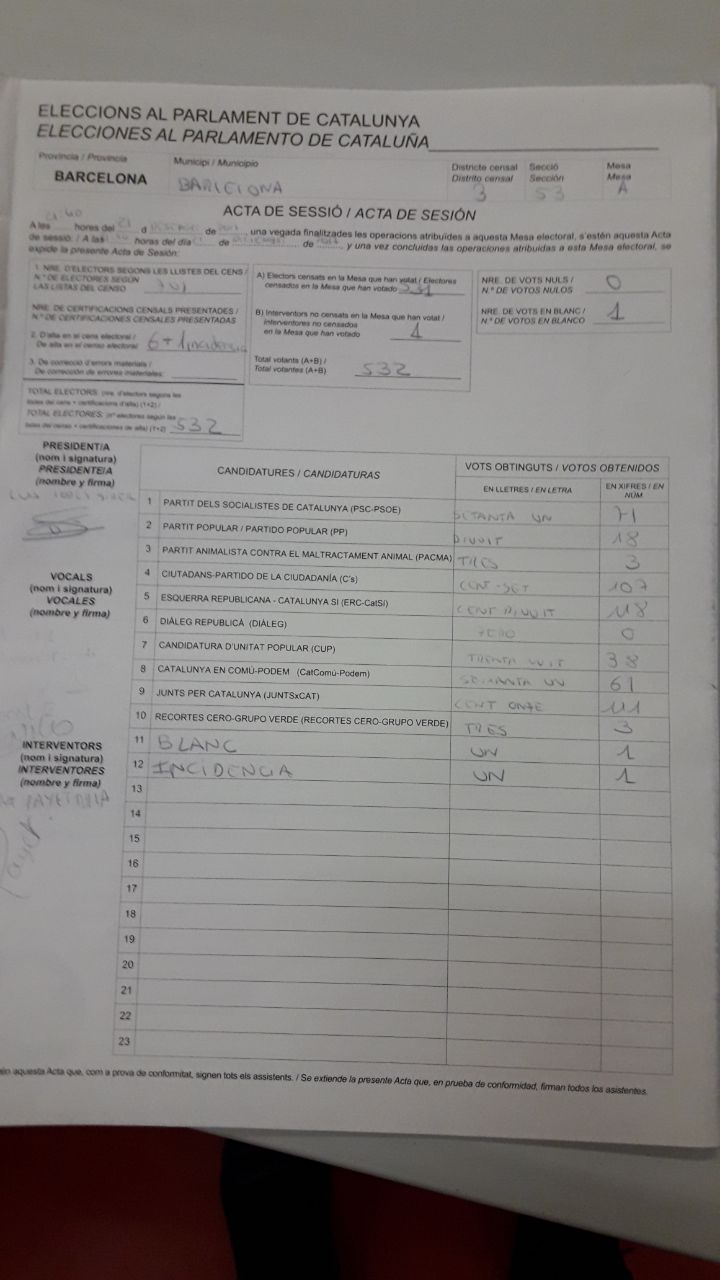 ELECCIONS AL PARLAMENT DE CATALUNYA
ELECCIONES AL PARLAMENTO DE CATALUÑA
Província / Provincia
BARCELONA
Municipi / Municipio
BARCELONA
Districte censal Secció Mesa
Distrito censal Sección Mesa
3 53 A
ACTA DE SESSIÓ / ACTA DE SESIÓN
A les hores del 21 d de , una vegada finalitzades les operacions atribuïdes a aquesta Mesa electoral, s'estén aquesta Acta
de sessió. / A las horas del día de de y una vez concluidas las operaciones atribuidas a esta Mesa electoral, se
expide la presente Acta de Sesión:
1. NRE. D'ELECTORS SEGONS LES LLISTES DEL CENS /
N.º DE ELECTORES SEGÚN
LAS LISTAS DEL CENSO
NRE. DE CERTIFICACIONS CENSALS PRESENTADES /
N.º DE CERTIFICACIONES CENSALES PRESENTADAS
2. D'alta en el cens electoral /
De alta en el censo electoral 6 + 1 incidencia
3. De correcció d'errors materials /
De corrección de errores materiales:
TOTAL ELECTORS: (nre. d'electors segons les
llistes del cens + certificacions d'alta) (1+2) /
TOTAL ELECTORES: (nº electores según las
listas del censo + certificaciones de alta) (1+2) 532
A) Electors censats en la Mesa que han votat / Electores
censados en la Mesa que han votado 531
B) Interventors no censats en la Mesa que han votat /
Interventores no censados
en la Mesa que han votado 1
Total votants (A+B) /
Total votantes (A+B) 532
NRE. DE VOTS NULS /
N.º DE VOTOS NULOS 0
NRE. DE VOTS EN BLANC /
N.º DE VOTOS EN BLANCO 1
PRESIDENT/A
(nom i signatura)
PRESIDENTE/A
(nombre y firma)
VOCALS
(nom i signatura)
VOCALES
(nombre y firma)
INTERVENTORS
(nom i signatura)
INTERVENTORES
(nombre y firma)
CANDIDATURES / CANDIDATURAS
VOTS OBTINGUTS / VOTOS OBTENIDOS
EN LLETRES / EN LETRA
EN XIFRES / EN NÚM
1 PARTIT DELS SOCIALISTES DE CATALUNYA (PSC-PSOE) SETANTA UN 71
2 PARTIT POPULAR / PARTIDO POPULAR (PP) DIVUIT 18
3 PARTIT ANIMALISTA CONTRA EL MALTRACTAMENT ANIMAL (PACMA) TRES 3
4 CIUTADANS-PARTIDO DE LA CIUDADANÍA (C's) CENT-SET 107
5 ESQUERRA REPUBLICANA - CATALUNYA SÍ (ERC-CatSí) CENT DIVUIT 118
6 DIÀLEG REPUBLICÀ (DIÀLEG) ZERO 0
7 CANDIDATURA D'UNITAT POPULAR (CUP) TRENTA VUIT 38
8 CATALUNYA EN COMÚ-PODEM (CatComú-Podem) SEIXANTA UN 61
9 JUNTS PER CATALUNYA (JUNTSxCAT) CENT ONZE 111
10 RECORTES CERO-GRUPO VERDE (RECORTES CERO-GRUPO VERDE) TRES 3
11 BLANC UN 1
12 INCIDENCIA UN 1
13
14
15
16
17
18
19
20
21
22
23
aquesta Acta que, com a prova de conformitat, signen tots els assistents. / Se extiende la presente Acta que, en prueba de conformidad, firman todos los asistentes.